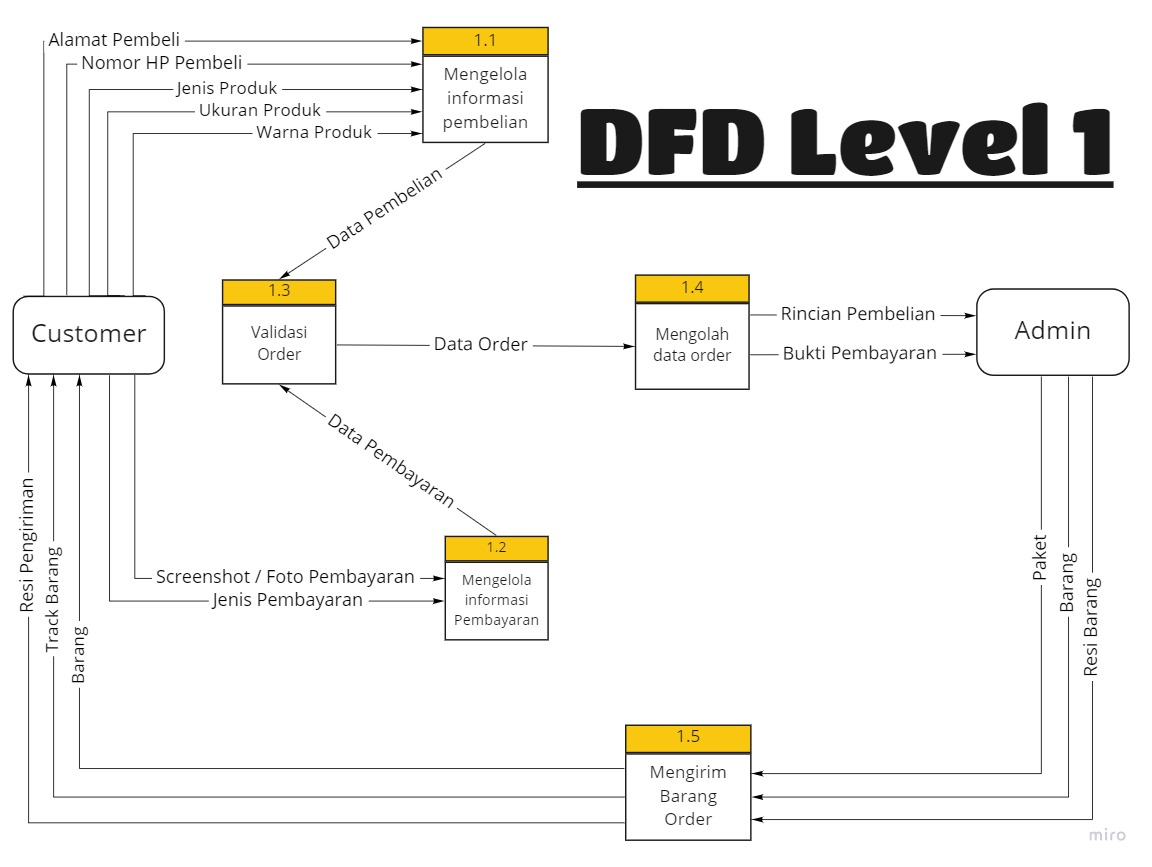 Alamat Pembeli
Nomor HP Pembeli
Jenis Produk
Ukuran Produk
Warna Produk
1.1
Mengelola
informasi
pembelian
DFD Level 1
Data Pembelian
Customer
1.3
Validasi
Order
Data Order
1.4
Mengolah
data order
Rincian Pembelian
Bukti Pembayaran
Admin
Data Pembayaran
1.2
Mengelola
informasi
Pembayaran
Screenshot / Foto Pembayaran
Jenis Pembayaran
Resi Pengiriman
Track Barang
Barang
Paket
Barang
Resi Barang
1.5
Mengirim
Barang
Order
miro